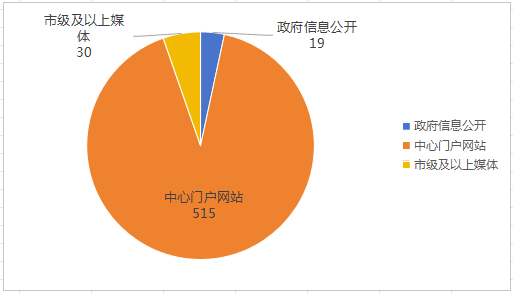 市级及以上媒
体
30
政府信息公开
19
中心门户网站
515
政府信息公开
中心门户网站
市级及以上媒体